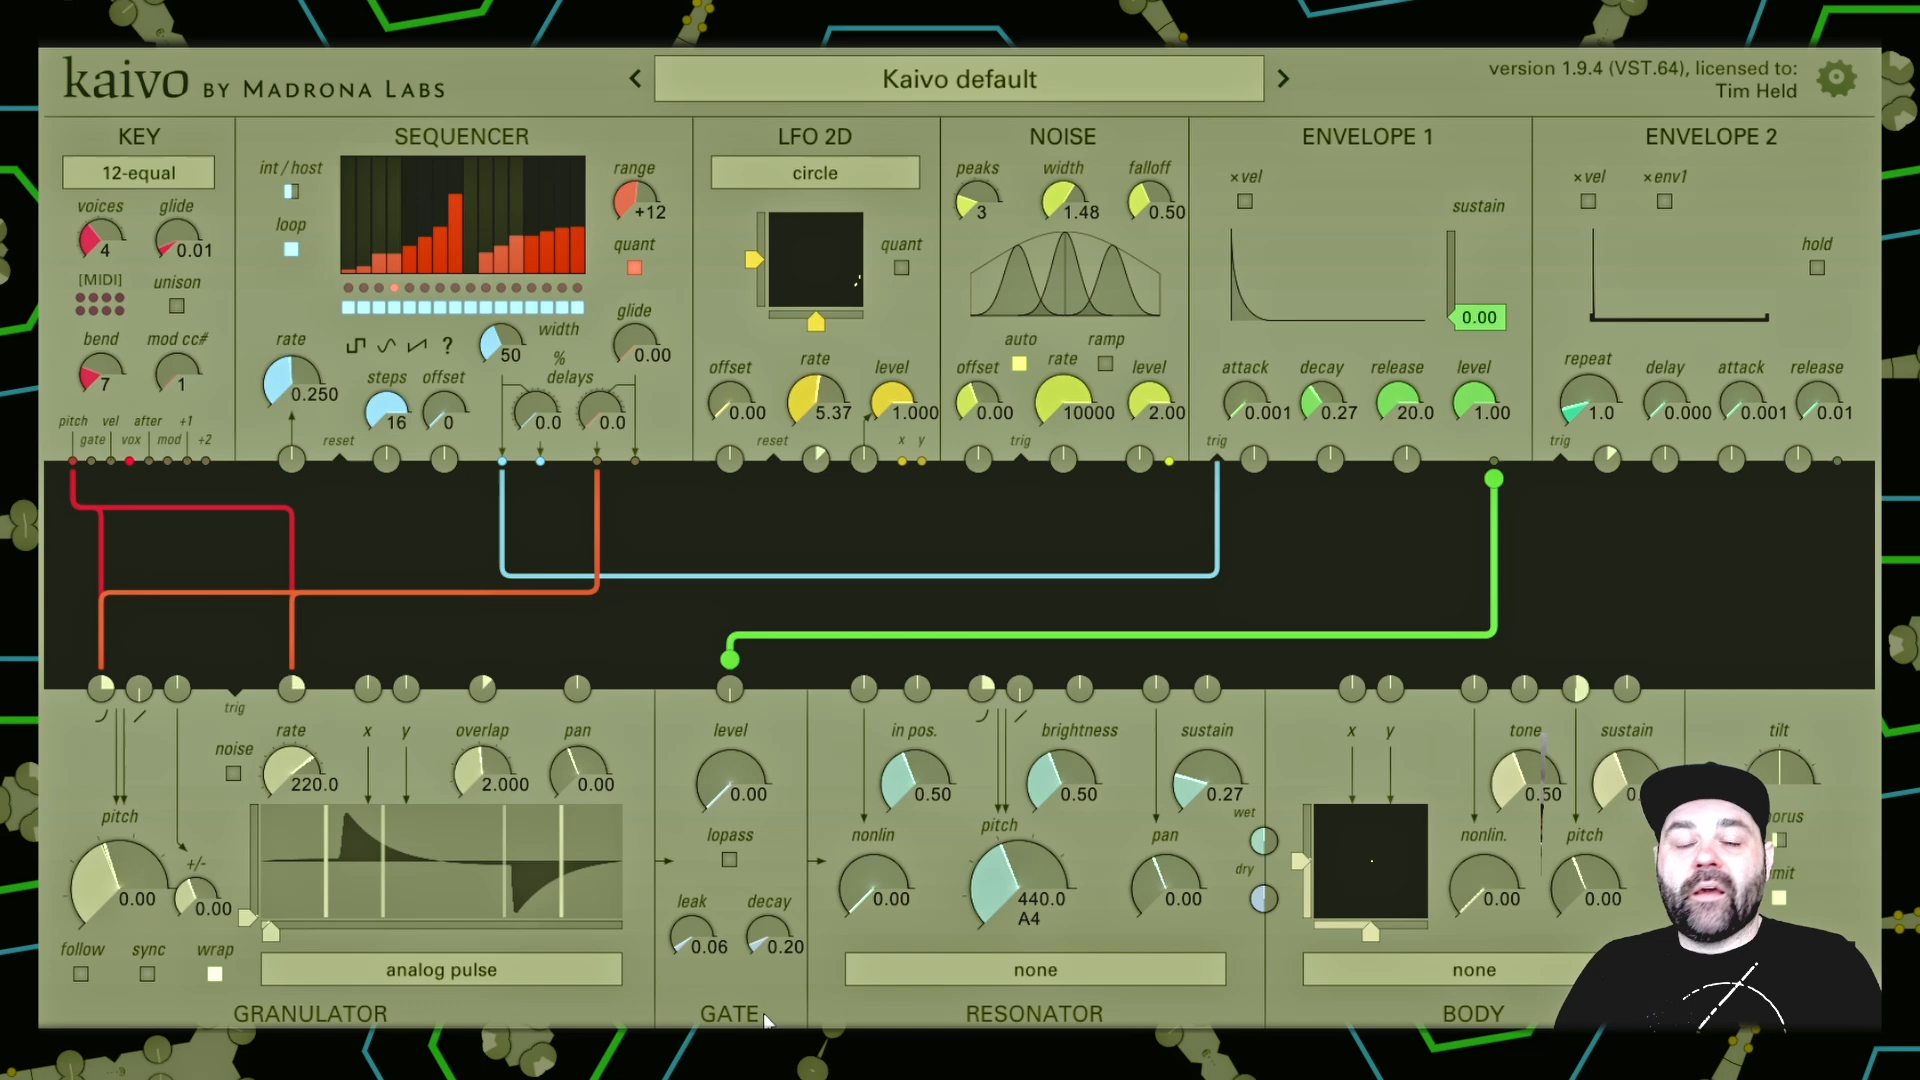 kaivo BY MADRONA LABS
Kaivo default
version 1.9.4 (VST.64), licensed to:
Tim Held
KEY
12-equal
voices glide
4 0.01
[MIDI] unison
bend mod cc#
7 1
pitch vel after +1
gate vox mod +2
SEQUENCER
int / host
loop
range
+12
quant
glide
0.00
rate
0.250
?
width
50 %
steps offset
16 0
delays
0.0 0.0
reset
LFO 2D
circle
quant
offset rate level
0.00 5.37 1.000
reset x y
NOISE
peaks width falloff
3 1.48 0.50
auto rate ramp
offset level
0.00 10000 2.00
trig
ENVELOPE 1
×vel
sustain
0.00
attack decay release level
0.001 0.27 20.0 1.00
trig
ENVELOPE 2
×vel ×env1
hold
repeat delay attack release
1.0 0.000 0.001 0.01
trig
trig
noise
rate x y overlap pan
220.0 2.000 0.00
pitch
0.00
+/-
0.00
follow sync wrap
analog pulse
GRANULATOR
level
0.00
lopass
leak decay
0.06 0.20
GATE
in pos. brightness sustain
0.50 0.50 0.27
nonlin pitch pan
0.00 440.0 0.00
A4
wet
dry
none
RESONATOR
x y tone sustain
0.50
nonlin. pitch
0.00 0.00
none
BODY
tilt